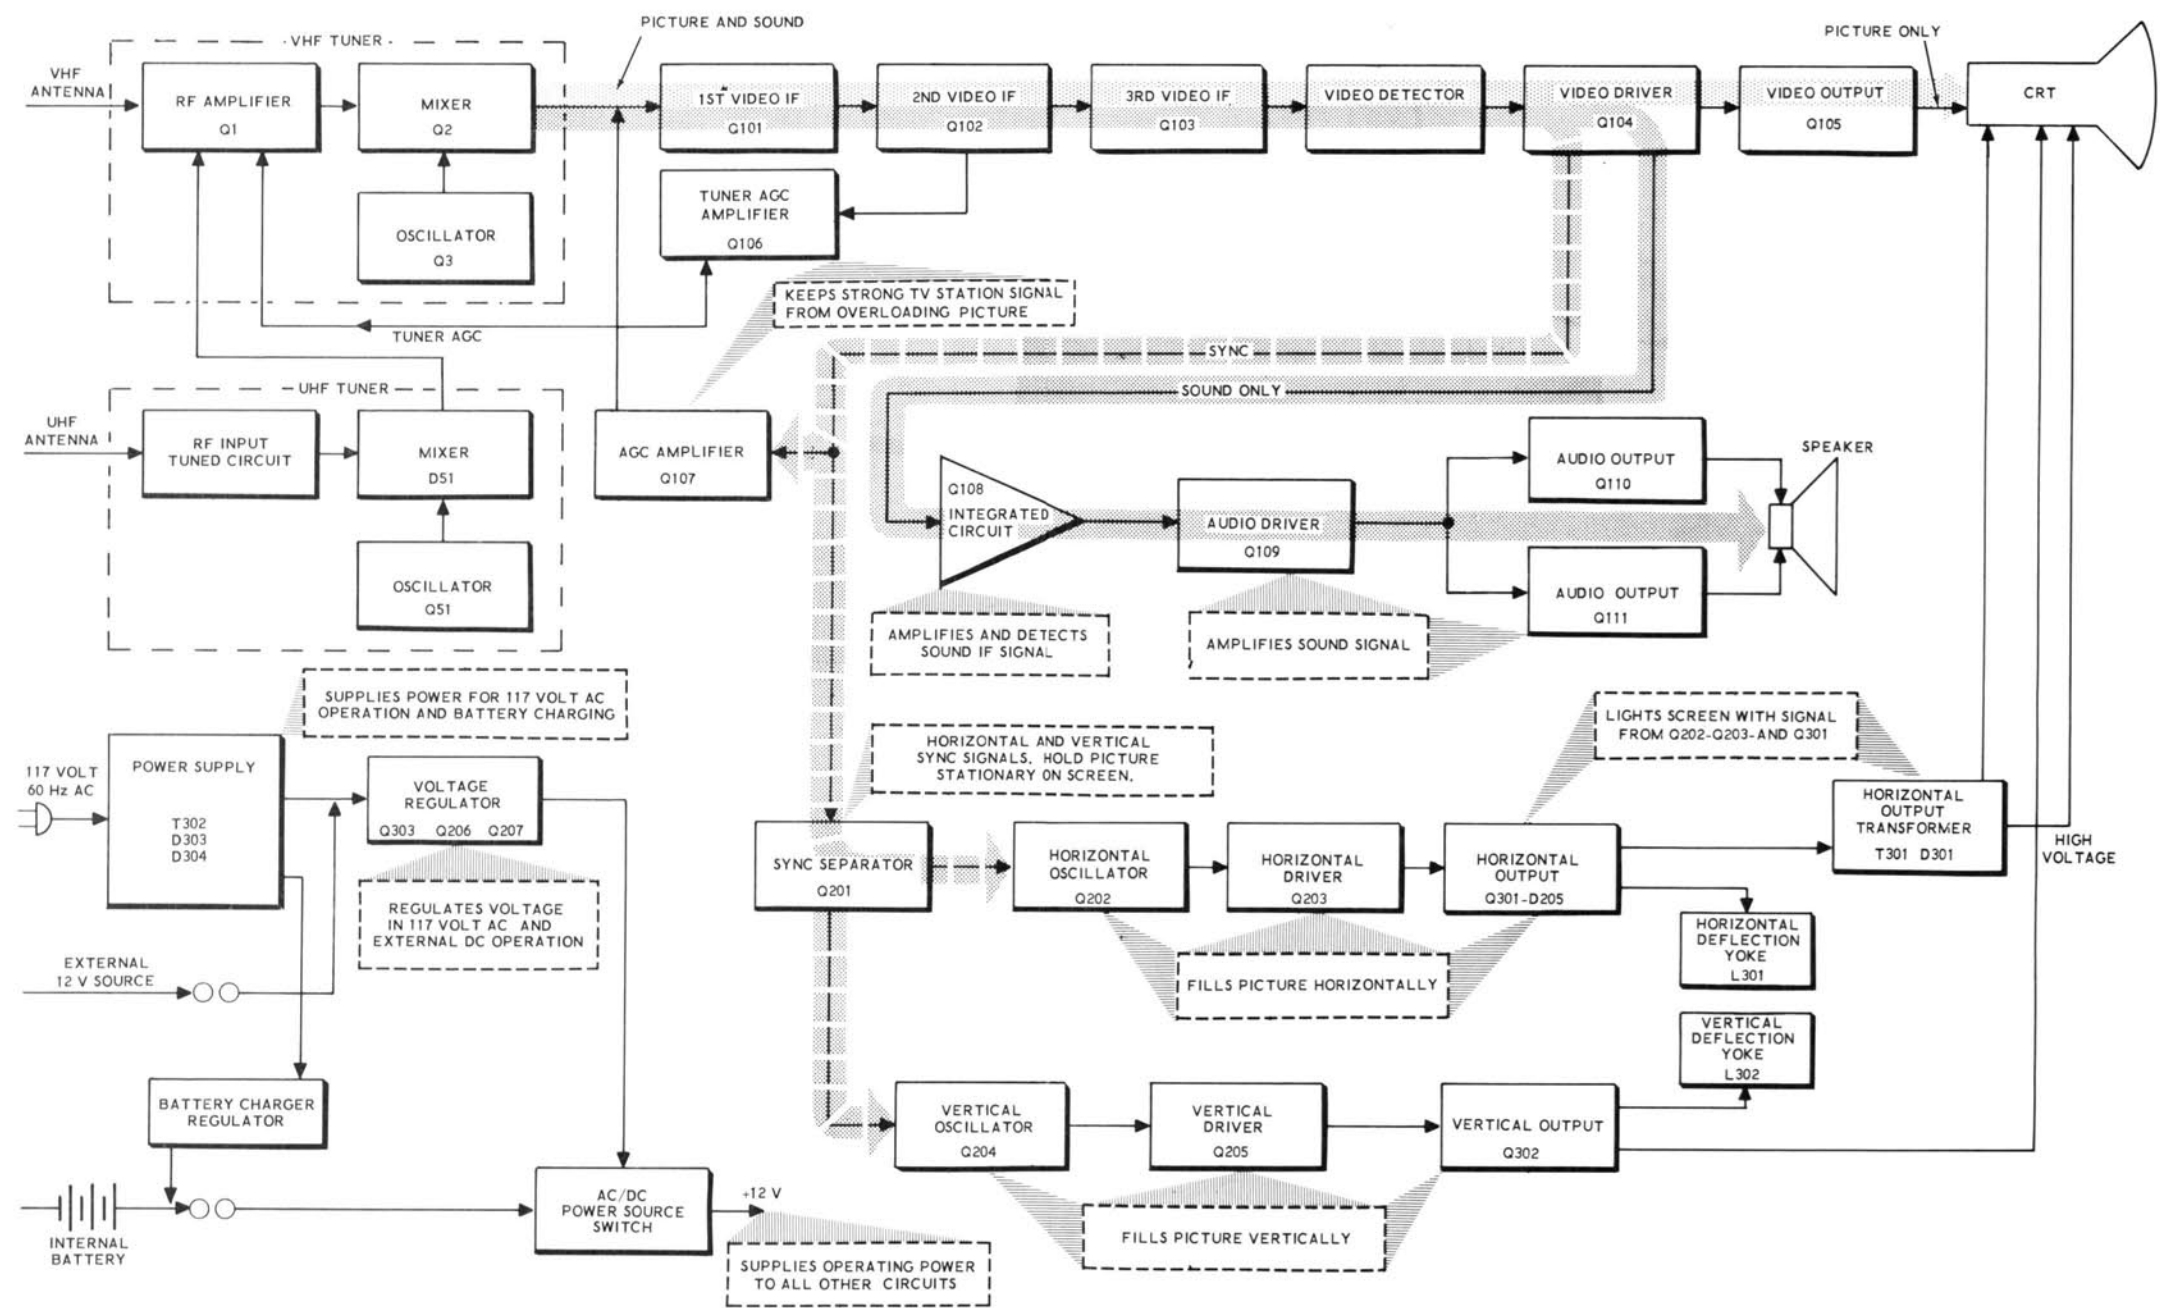 PICTURE AND SOUND
PICTURE ONLY
VHF TUNER
VHF
ANTENNA
RF AMPLIFIER
Q1
MIXER
Q2
OSCILLATOR
Q3
1ST VIDEO IF
Q101
2ND VIDEO IF
Q102
3RD VIDEO IF
Q103
VIDEO DETECTOR
VIDEO DRIVER
Q104
VIDEO OUTPUT
Q105
CRT
TUNER AGC
AMPLIFIER
Q106
KEEPS STRONG TV STATION SIGNAL
FROM OVERLOADING PICTURE
TUNER AGC
SYNC
SOUND ONLY
UHF TUNER
UHF
ANTENNA
RF INPUT
TUNED CIRCUIT
MIXER
D51
OSCILLATOR
Q51
AGC AMPLIFIER
Q107
Q108
INTEGRATED
CIRCUIT
AUDIO DRIVER
Q109
AUDIO OUTPUT
Q110
AUDIO OUTPUT
Q111
SPEAKER
AMPLIFIES AND DETECTS
SOUND IF SIGNAL
AMPLIFIES SOUND SIGNAL
SUPPLIES POWER FOR 117 VOLT AC
OPERATION AND BATTERY CHARGING
117 VOLT
60 Hz AC
POWER SUPPLY
T302
D303
D304
VOLTAGE
REGULATOR
Q303 Q206 Q207
REGULATES VOLTAGE
IN 117 VOLT AC AND
EXTERNAL DC OPERATION
EXTERNAL
12 V SOURCE
BATTERY CHARGER
REGULATOR
INTERNAL
BATTERY
AC/DC
POWER SOURCE
SWITCH
+12 V
SUPPLIES OPERATING POWER
TO ALL OTHER CIRCUITS
HORIZONTAL AND VERTICAL
SYNC SIGNALS. HOLD PICTURE
STATIONARY ON SCREEN.
LIGHTS SCREEN WITH SIGNAL
FROM Q202-Q203-AND Q301
SYNC SEPARATOR
Q201
HORIZONTAL
OSCILLATOR
Q202
HORIZONTAL
DRIVER
Q203
HORIZONTAL
OUTPUT
Q301-D205
HORIZONTAL
OUTPUT
TRANSFORMER
T301 D301
HIGH
VOLTAGE
FILLS PICTURE HORIZONTALLY
HORIZONTAL
DEFLECTION
YOKE
L301
VERTICAL
DEFLECTION
YOKE
L302
VERTICAL
OSCILLATOR
Q204
VERTICAL
DRIVER
Q205
VERTICAL OUTPUT
Q302
FILLS PICTURE VERTICALLY